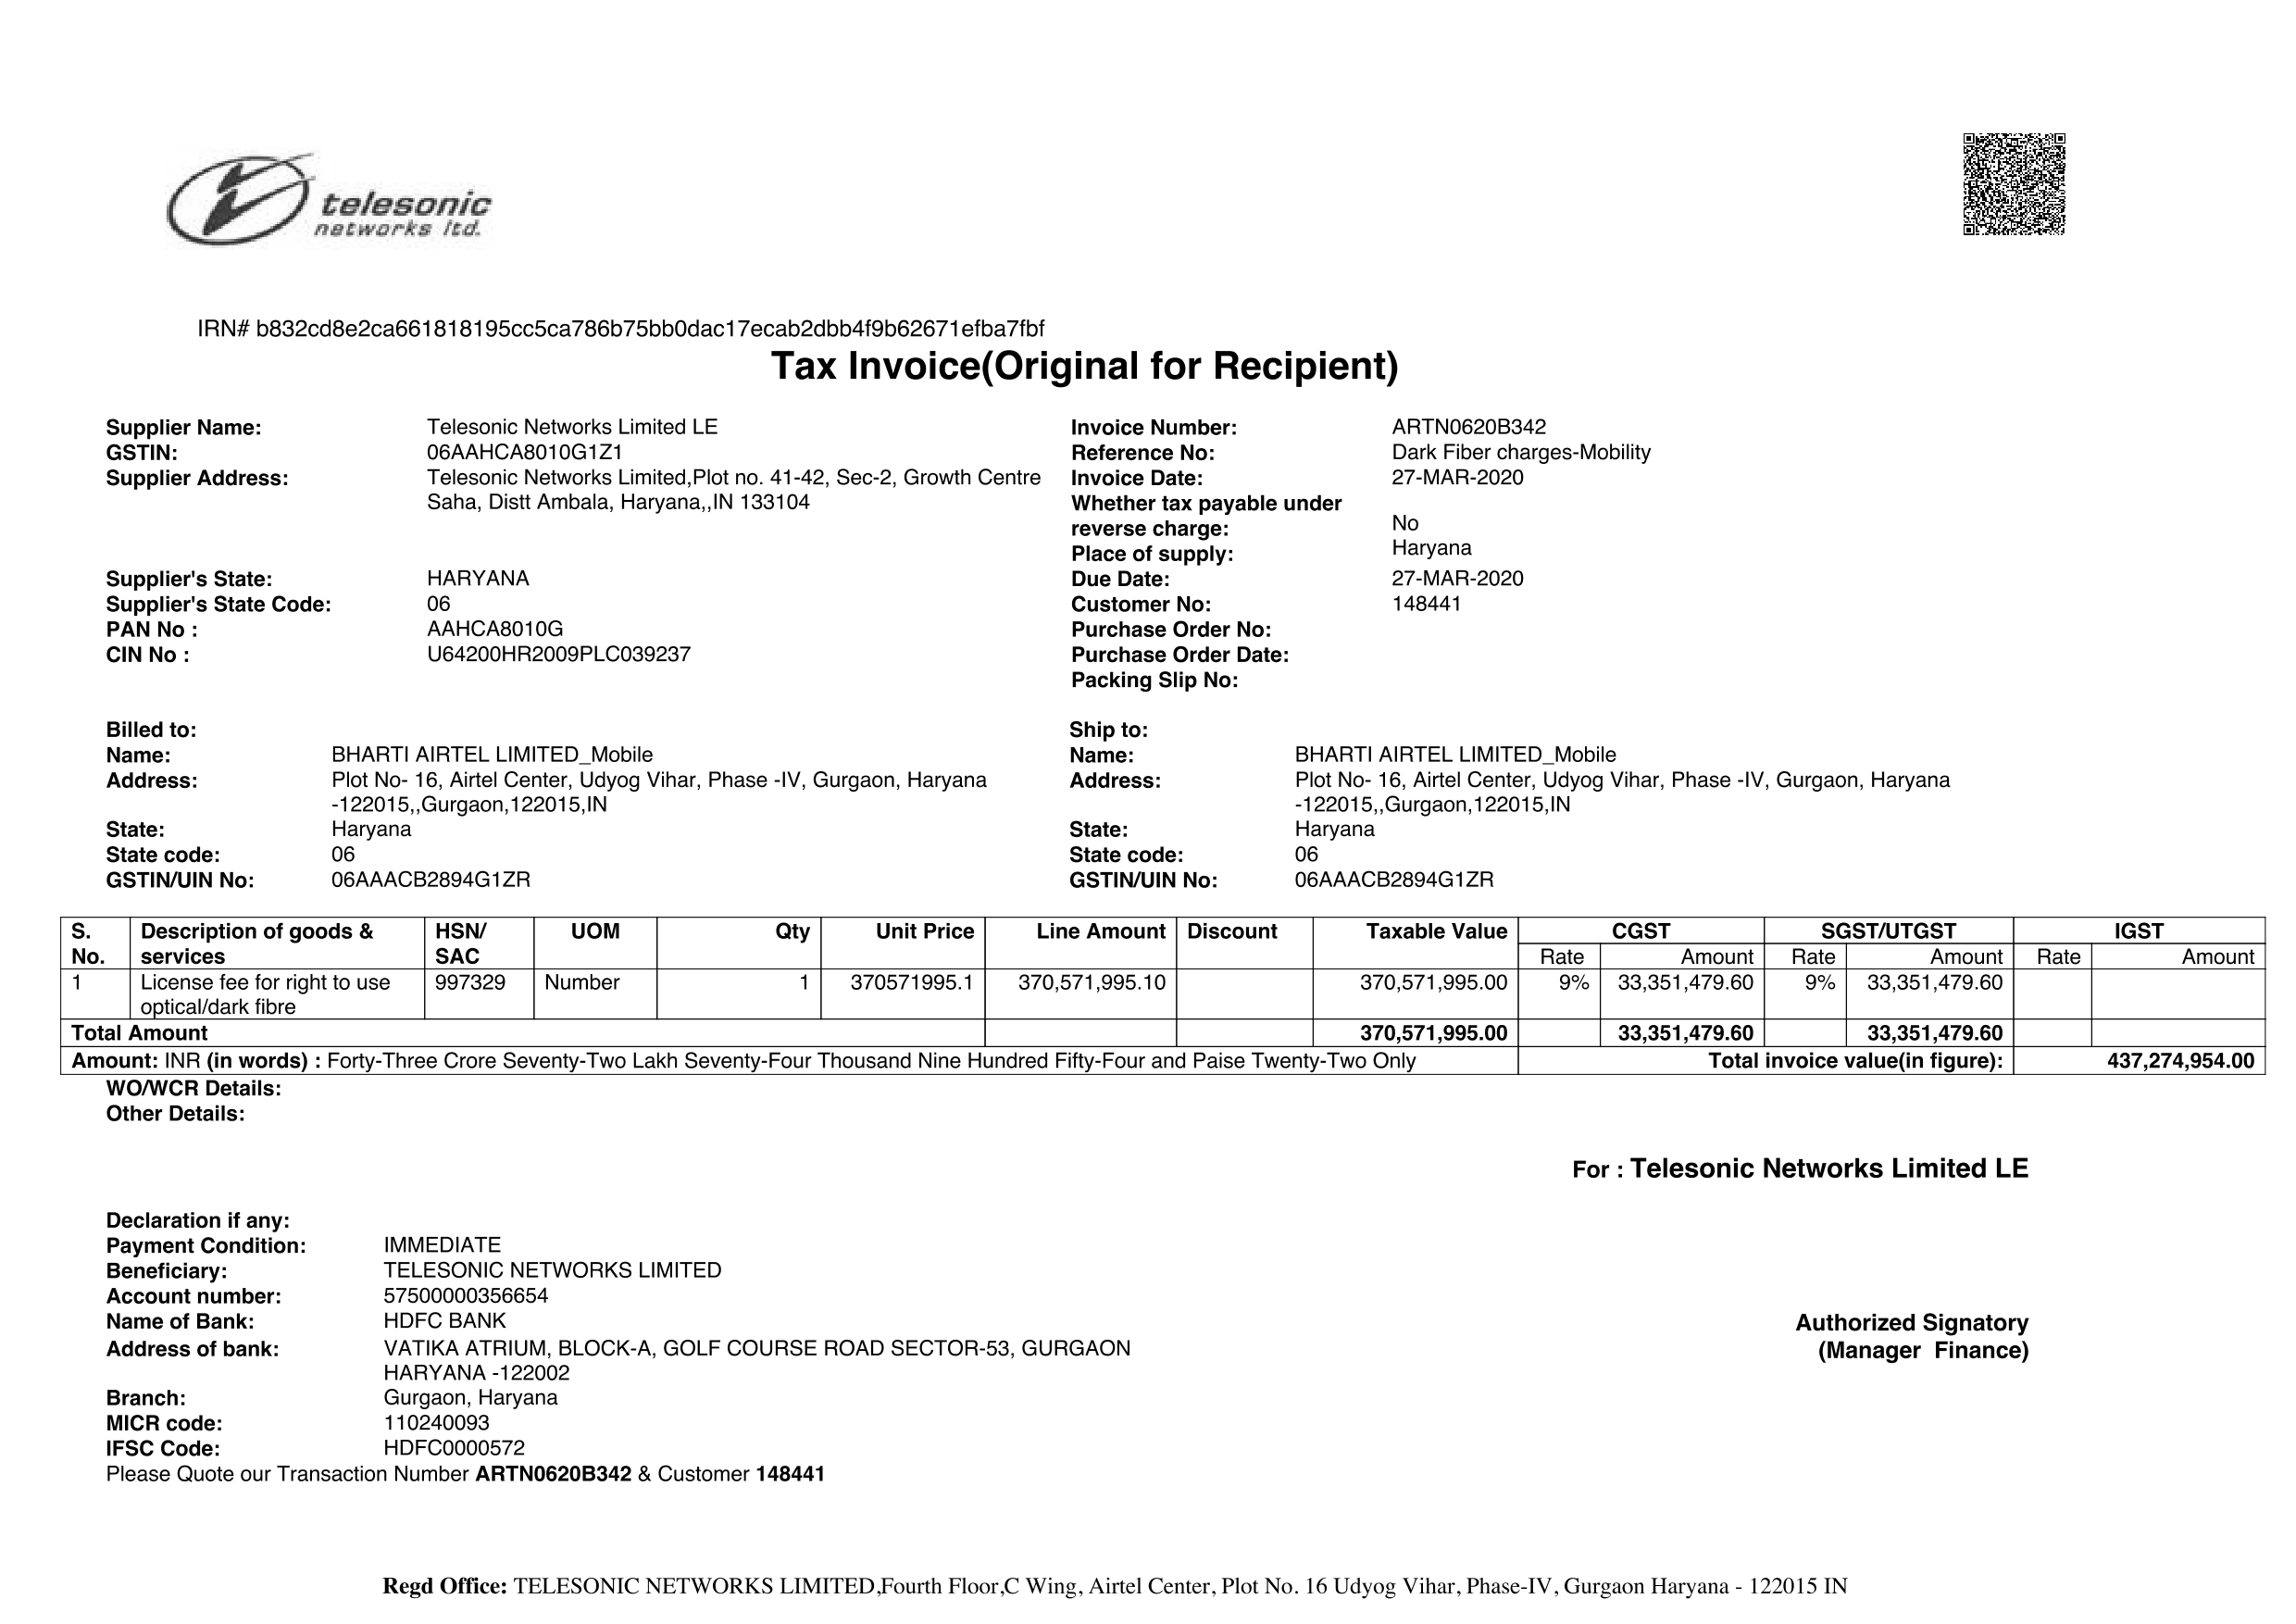 telesonic
networks ltd.
IRN# b832cd8e2ca661818195cc5ca786b75bb0dac17ecab2dbb4f9b62671efba7fbf
Tax Invoice(Original for Recipient)
Supplier Name: Telesonic Networks Limited LE
GSTIN: 06AAHCA8010G1Z1
Supplier Address: Telesonic Networks Limited,Plot no. 41-42, Sec-2, Growth Centre
Saha, Distt Ambala, Haryana,,IN 133104
Supplier's State: HARYANA
Supplier's State Code: 06
PAN No : AAHCA8010G
CIN No : U64200HR2009PLC039237
Invoice Number: ARTN0620B342
Reference No: Dark Fiber charges-Mobility
Invoice Date: 27-MAR-2020
Whether tax payable under
reverse charge: No
Place of supply: Haryana
Due Date: 27-MAR-2020
Customer No: 148441
Purchase Order No:
Purchase Order Date:
Packing Slip No:
Billed to:
Name: BHARTI AIRTEL LIMITED_Mobile
Address: Plot No- 16, Airtel Center, Udyog Vihar, Phase -IV, Gurgaon, Haryana
-122015,,Gurgaon,122015,IN
State: Haryana
State code: 06
GSTIN/UIN No: 06AAACB2894G1ZR
Ship to:
Name: BHARTI AIRTEL LIMITED_Mobile
Address: Plot No- 16, Airtel Center, Udyog Vihar, Phase -IV, Gurgaon, Haryana
-122015,,Gurgaon,122015,IN
State: Haryana
State code: 06
GSTIN/UIN No: 06AAACB2894G1ZR
S. Description of goods & HSN/ UOM Qty Unit Price Line Amount Discount Taxable Value CGST SGST/UTGST IGST
No. services SAC Rate Amount Rate Amount Rate Amount
1 License fee for right to use 997329 Number 1 370571995.1 370,571,995.10 370,571,995.00 9% 33,351,479.60 9% 33,351,479.60
optical/dark fibre
Total Amount 370,571,995.00 33,351,479.60 33,351,479.60
Amount: INR (in words) : Forty-Three Crore Seventy-Two Lakh Seventy-Four Thousand Nine Hundred Fifty-Four and Paise Twenty-Two Only Total invoice value(in figure): 437,274,954.00
WO/WCR Details:
Other Details:
For : Telesonic Networks Limited LE
Declaration if any:
Payment Condition: IMMEDIATE
Beneficiary: TELESONIC NETWORKS LIMITED
Account number: 57500000356654
Name of Bank: HDFC BANK
Address of bank: VATIKA ATRIUM, BLOCK-A, GOLF COURSE ROAD SECTOR-53, GURGAON
HARYANA -122002
Branch: Gurgaon, Haryana
MICR code: 110240093
IFSC Code: HDFC0000572
Authorized Signatory
(Manager Finance)
Please Quote our Transaction Number ARTN0620B342 & Customer 148441
Regd Office: TELESONIC NETWORKS LIMITED,Fourth Floor,C Wing, Airtel Center, Plot No. 16 Udyog Vihar, Phase-IV, Gurgaon Haryana - 122015 IN